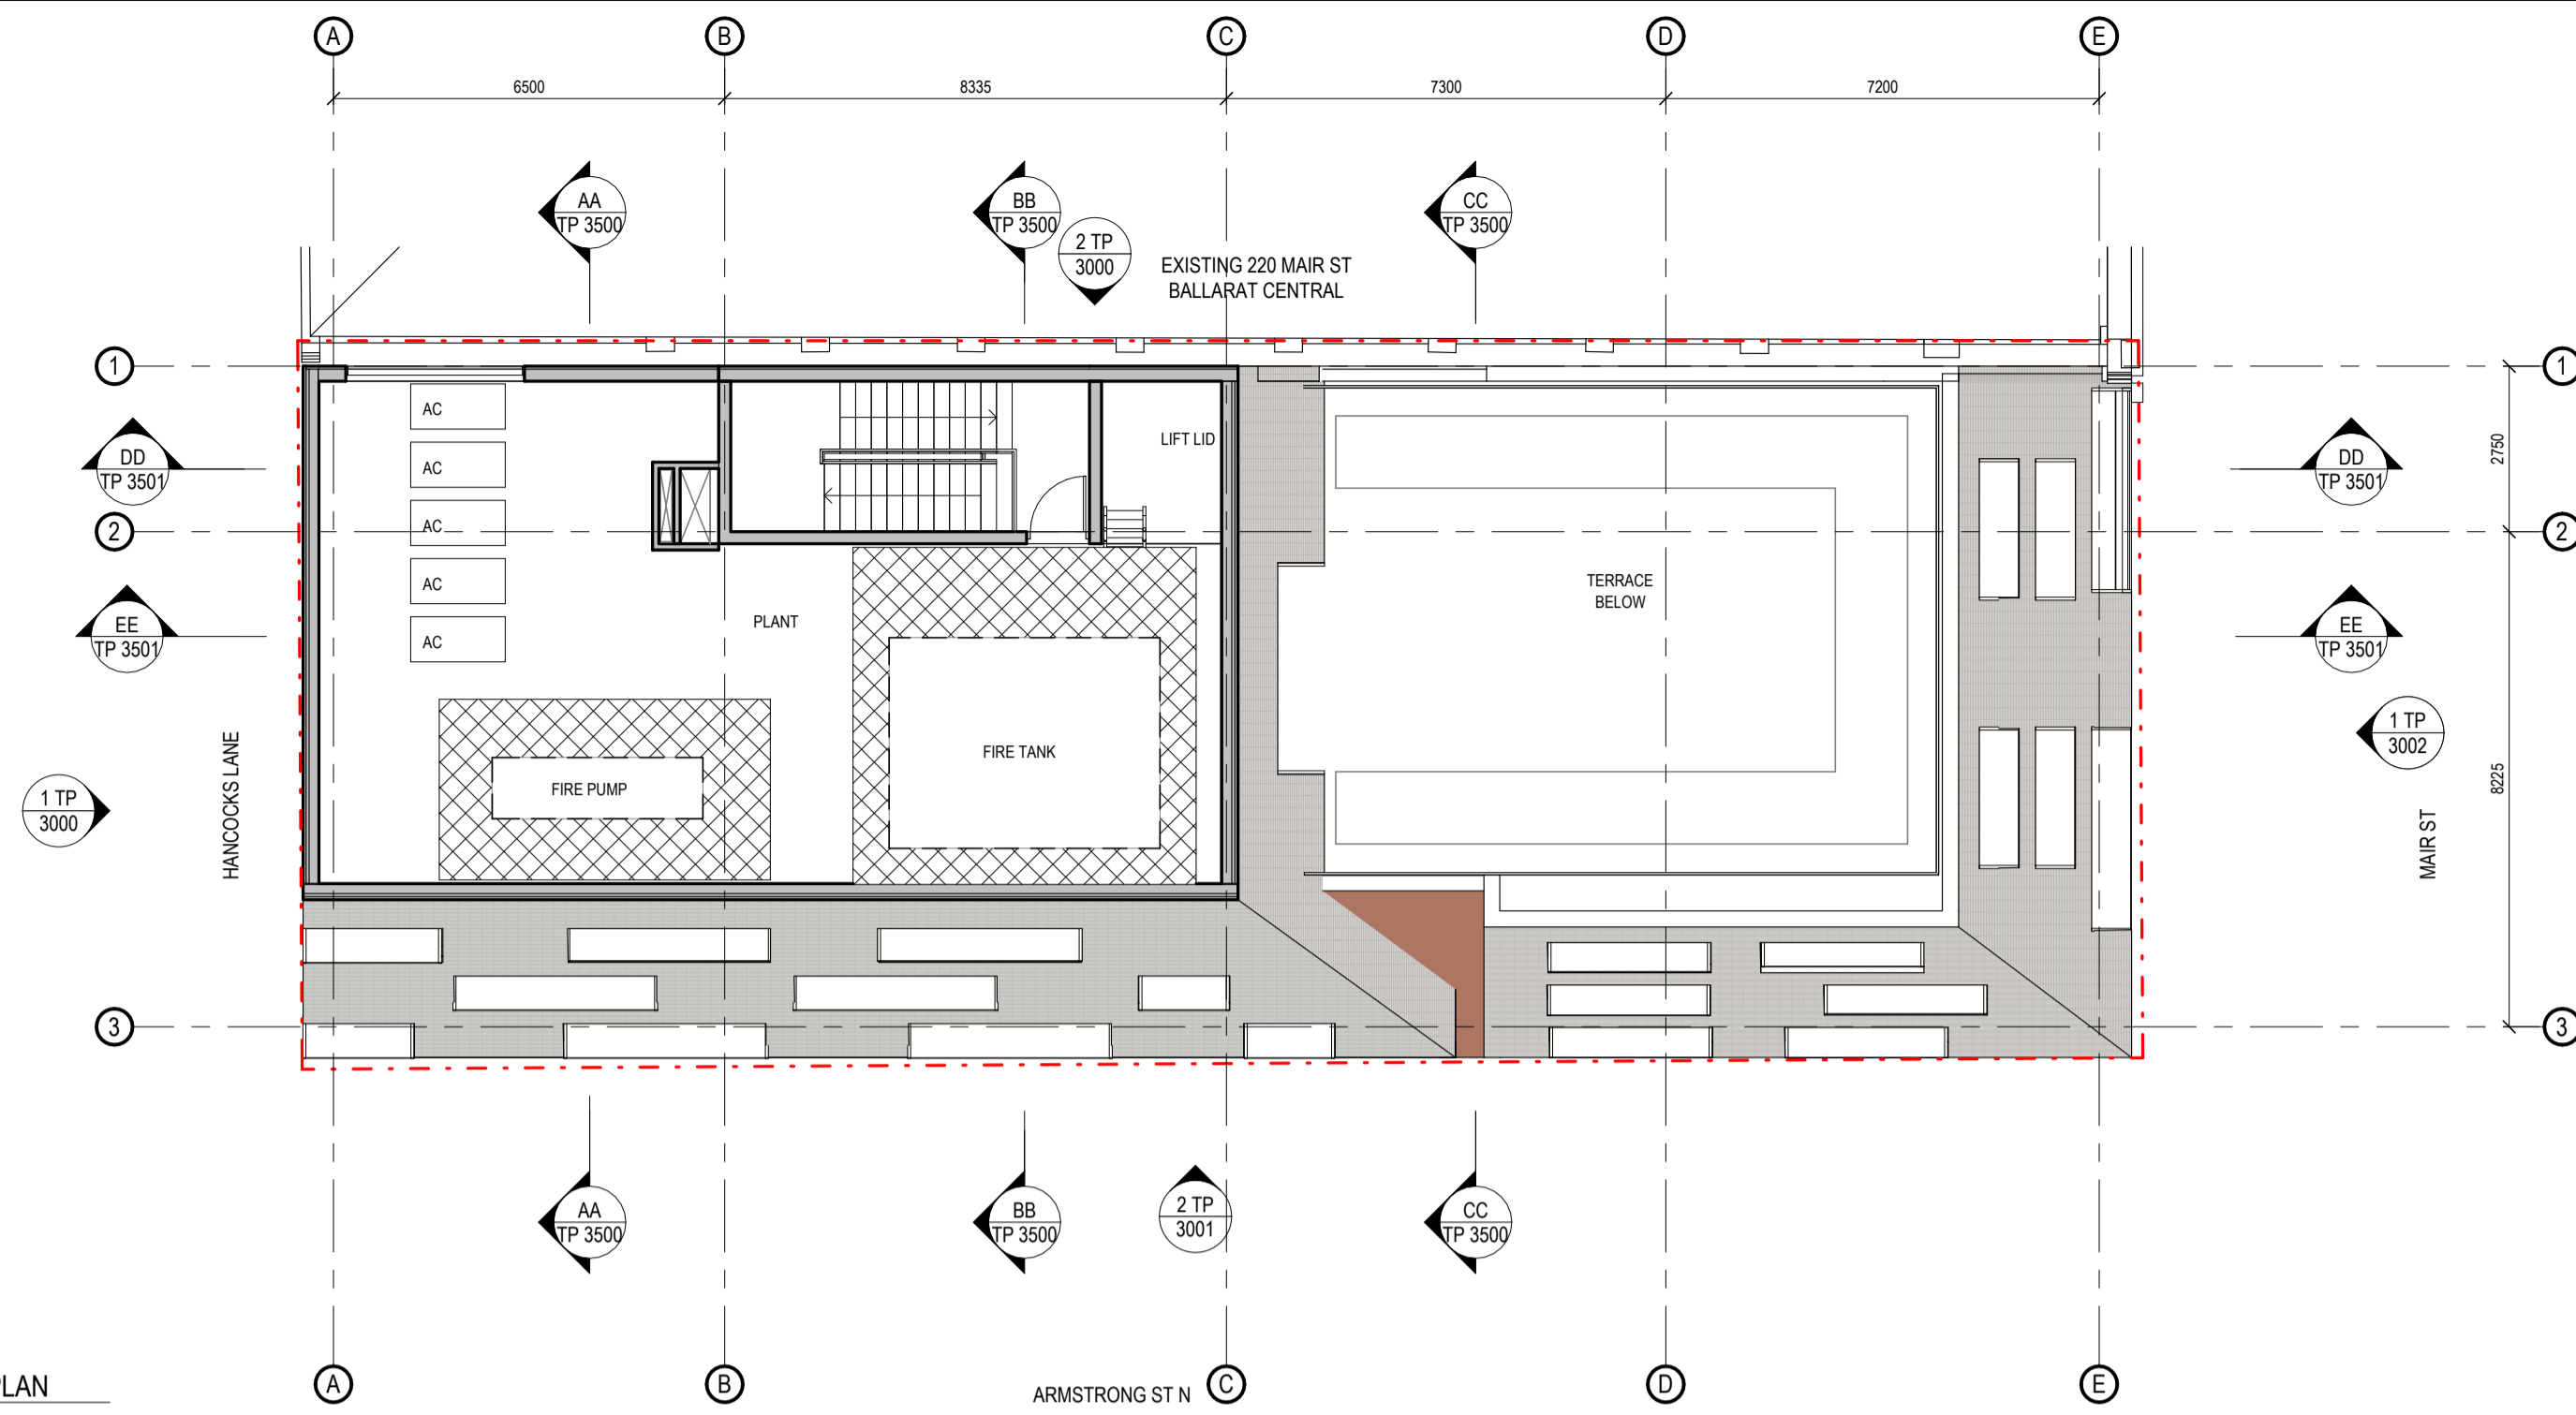 A B C D E
6500 8335 7300 7200
AA
TP 3500
BB
TP 3500
CC
TP 3500
2 TP
3000
EXISTING 220 MAIR ST
BALLARAT CENTRAL
1 1
AC
LIFT LID
2750
DD
TP 3501
AC
DD
TP 3501
2 2
AC
AC
TERRACE
BELOW
EE
TP 3501
PLANT
EE
TP 3501
AC
1 TP
3002
FIRE TANK
HANCOCKS LANE
8225
FIRE PUMP
1 TP
3000
MAIR ST
3 3
AA
TP 3500
BB
TP 3500
2 TP
3001
CC
TP 3500
PLAN
A B C D E
ARMSTRONG ST N